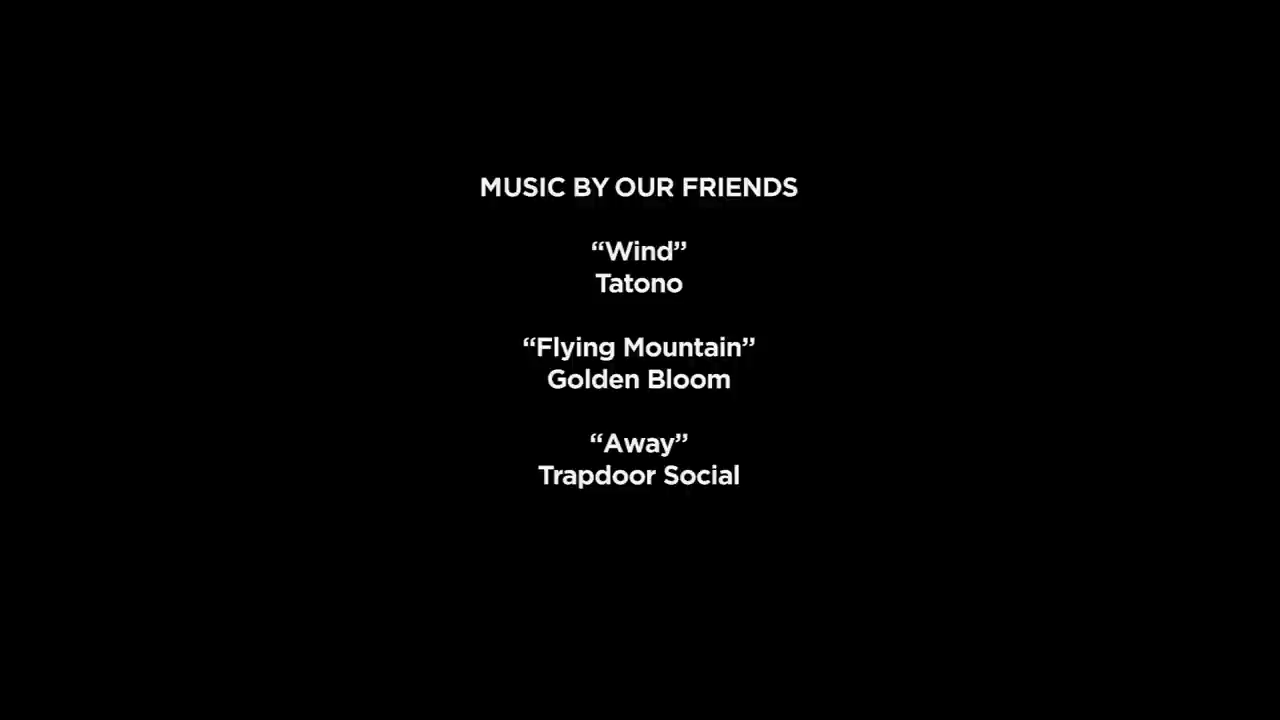 MUSIC BY OUR FRIENDS
“Wind”
Tatono
“Flying Mountain”
Golden Bloom
“Away”
Trapdoor Social